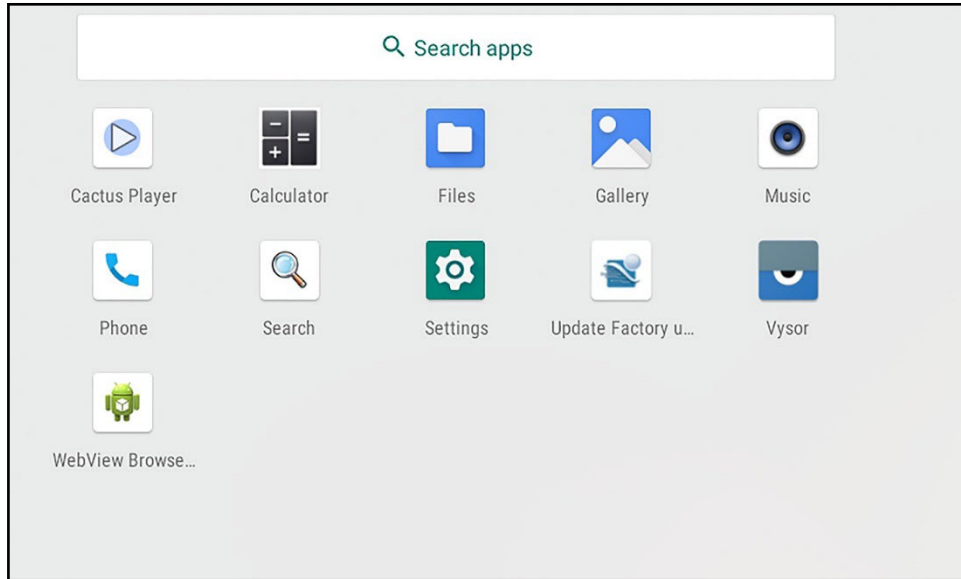 Search apps
Cactus Player
Calculator
Files
Gallery
Music
Phone
Search
Settings
Update Factory u...
Vysor
WebView Browse...